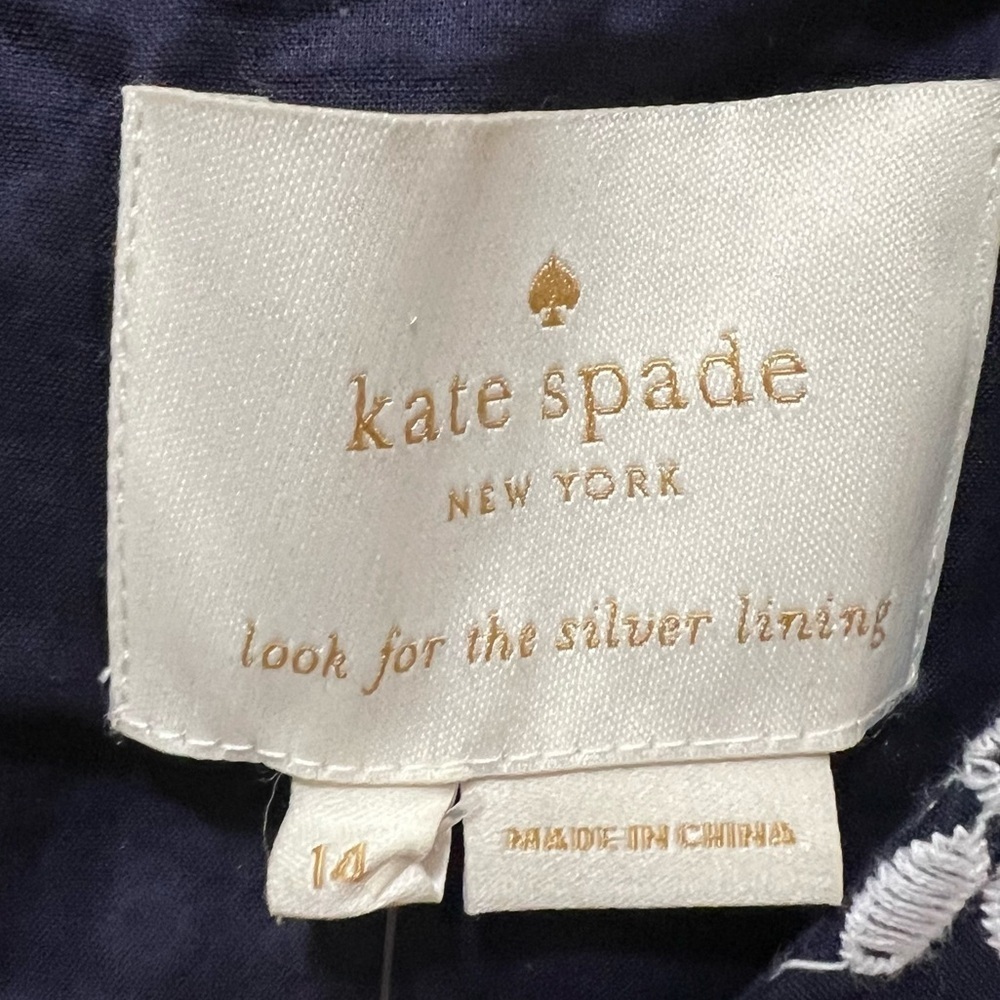 kate spade
NEW YORK
look for the silver lining
14
MADE IN CHINA